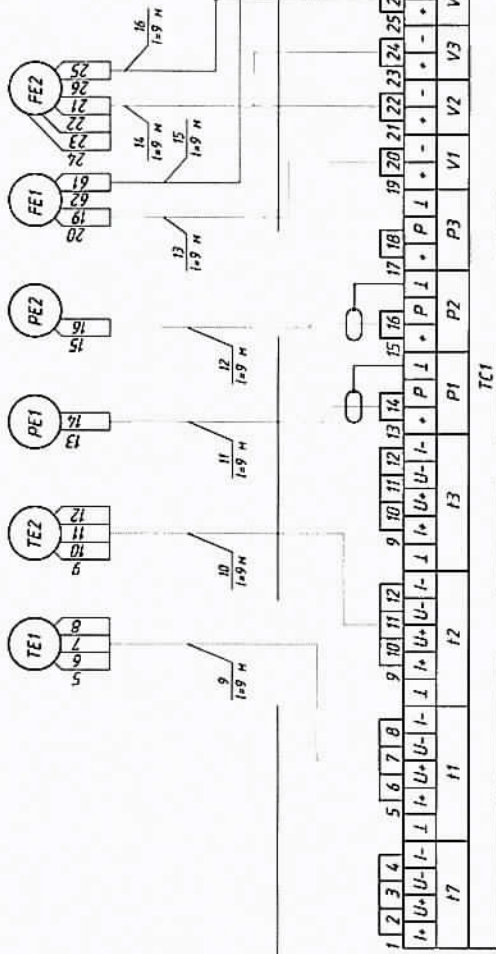 FE2
25
26
21
22
23
24
16
l=9 м
14
l=9 м
FE1
61
62
19
20
15
l=9 м
13
l=9 м
PE2
16
15
12
l=9 м
PE1
14
13
11
l=9 м
TE2
12
11
10
9
10
l=9 м
TE1
8
7
6
5
9
l=9 м
1 2 3 4 5 6 7 8 9 10 11 12 9 10 11 12 13 14 15 16 17 18 19 20 21 22 23 24 25
I+ U+ U- I- ⊥ I+ U+ U- I- ⊥ I+ U+ U- I- ⊥ I+ U+ U- I- + P ⊥ + P ⊥ + P ⊥ + - + - + - +
t7 t1 t2 t3 P1 P2 P3 V1 V2 V3
TC1